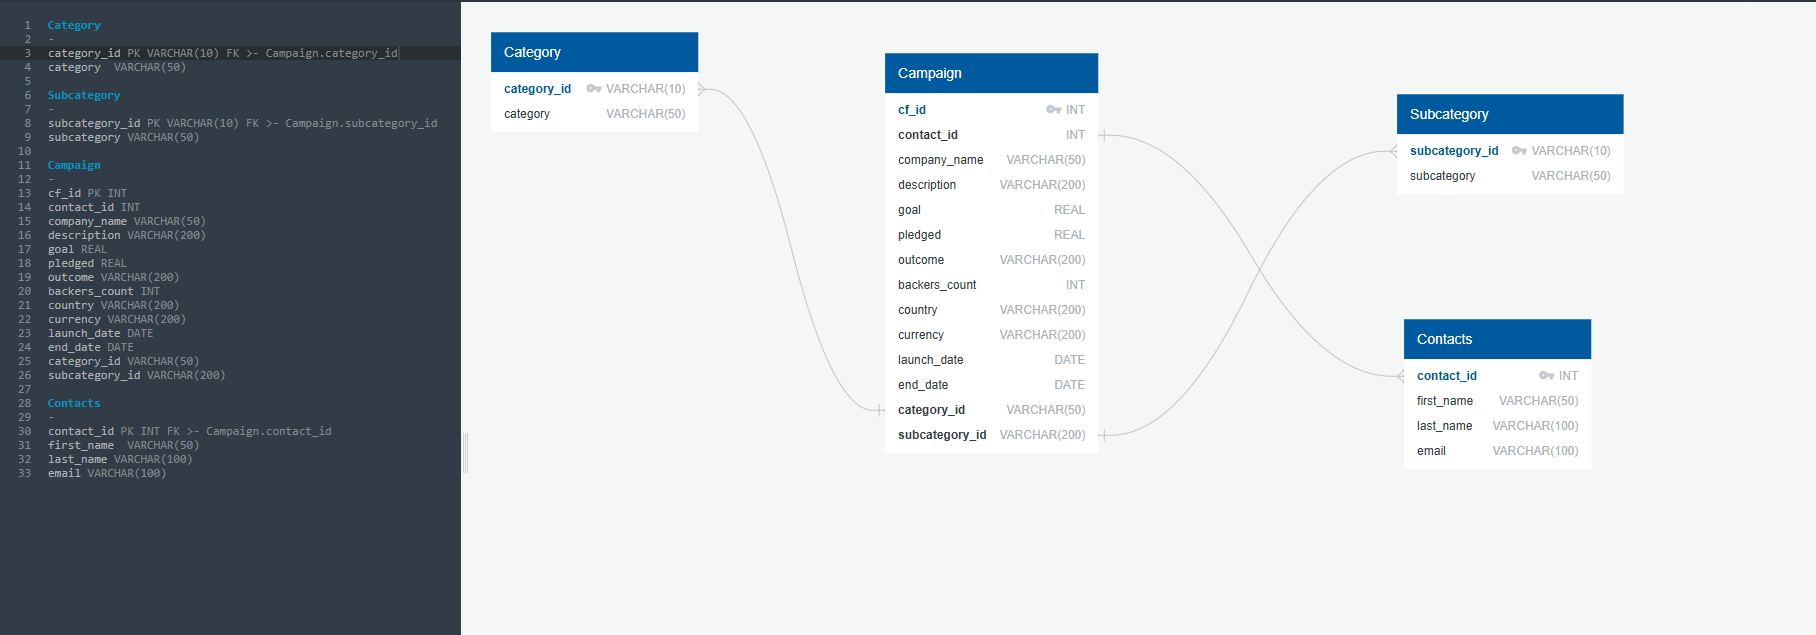 1 Category
2 -
3 category_id PK VARCHAR(10) FK >- Campaign.category_id
4 category  VARCHAR(50)
5
6 Subcategory
7 -
8 subcategory_id PK VARCHAR(10) FK >- Campaign.subcategory_id
9 subcategory VARCHAR(50)
10
11 Campaign
12 -
13 cf_id PK INT
14 contact_id INT
15 company_name VARCHAR(50)
16 description VARCHAR(200)
17 goal REAL
18 pledged REAL
19 outcome VARCHAR(200)
20 backers_count INT
21 country VARCHAR(200)
22 currency VARCHAR(200)
23 launch_date DATE
24 end_date DATE
25 category_id VARCHAR(50)
26 subcategory_id VARCHAR(200)
27
28 Contacts
29 -
30 contact_id PK INT FK >- Campaign.contact_id
31 first_name  VARCHAR(50)
32 last_name VARCHAR(100)
33 email VARCHAR(100)
Category
category_id VARCHAR(10)
category VARCHAR(50)
Campaign
cf_id INT
contact_id INT
company_name VARCHAR(50)
description VARCHAR(200)
goal REAL
pledged REAL
outcome VARCHAR(200)
backers_count INT
country VARCHAR(200)
currency VARCHAR(200)
launch_date DATE
end_date DATE
category_id VARCHAR(50)
subcategory_id VARCHAR(200)
Subcategory
subcategory_id VARCHAR(10)
subcategory VARCHAR(50)
Contacts
contact_id INT
first_name VARCHAR(50)
last_name VARCHAR(100)
email VARCHAR(100)